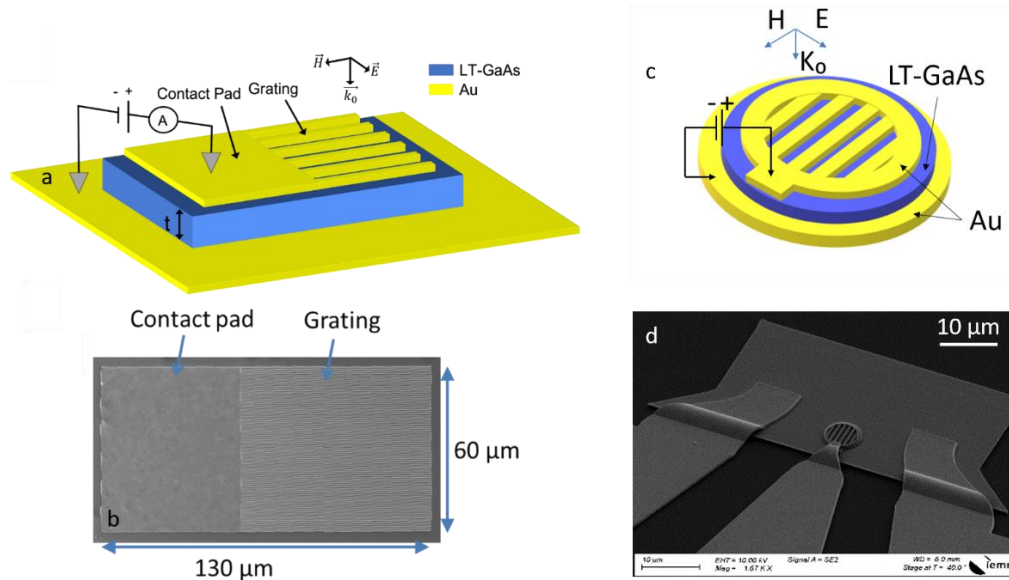 H E
K₀
c
LT-GaAs
- +
Au
H⃗ E⃗
k₀⃗
LT-GaAs
Au
- +
A
Contact Pad
Grating
a
t
Contact pad
Grating
60 µm
b
130 µm
d
10 µm
10 µm
EHT = 10.00 kV
Signal A = SE2
WD = 8.0 mm
Mag = 1.67 K X
Stage at T = 40.0 °
iemn